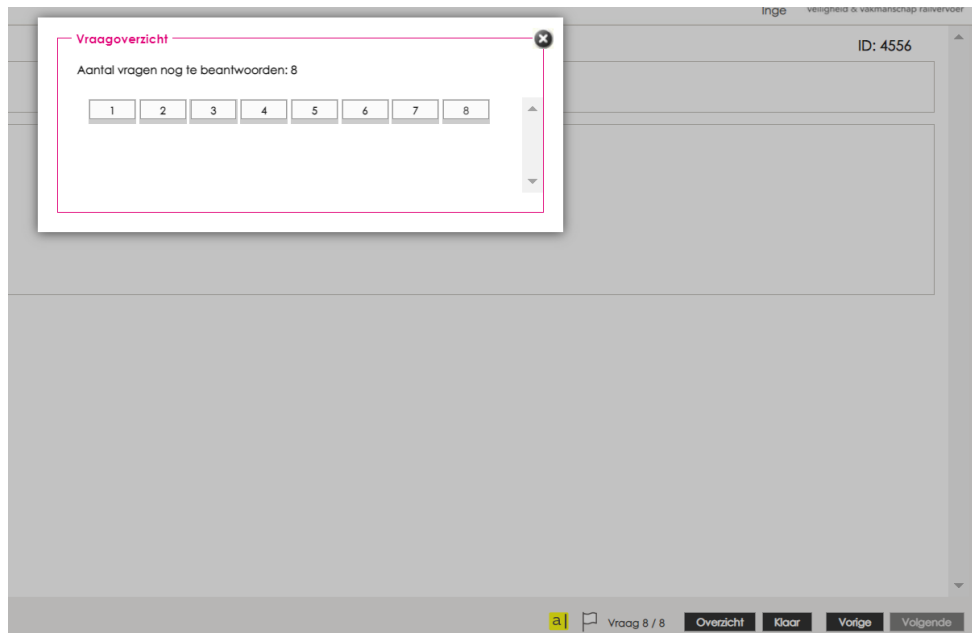 Inge veiligheid & vakmanschap railvervoer
Vraagoverzicht
ID: 4556
Aantal vragen nog te beantwoorden: 8
1 2 3 4 5 6 7 8
a| Vraag 8 / 8 Overzicht Klaar Vorige Volgende